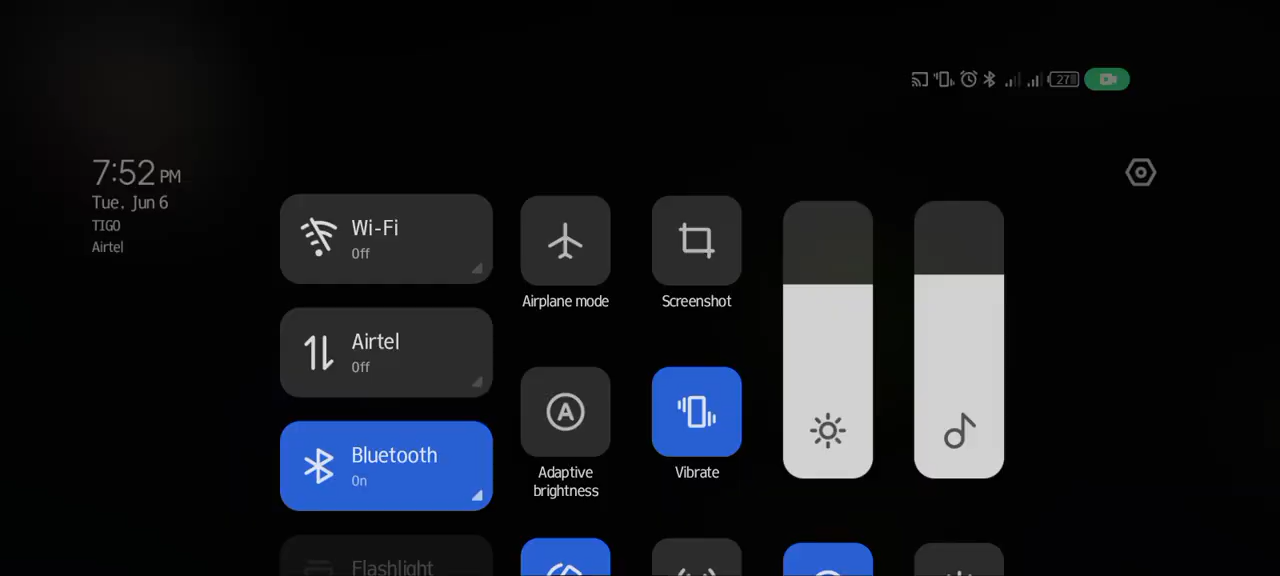 27
7:52 PM
Tue, Jun 6
TIGO
Airtel
Wi-Fi
Off
Airplane mode
Screenshot
Airtel
Off
A
Bluetooth
On
Adaptive
brightness
Vibrate
Flashlight